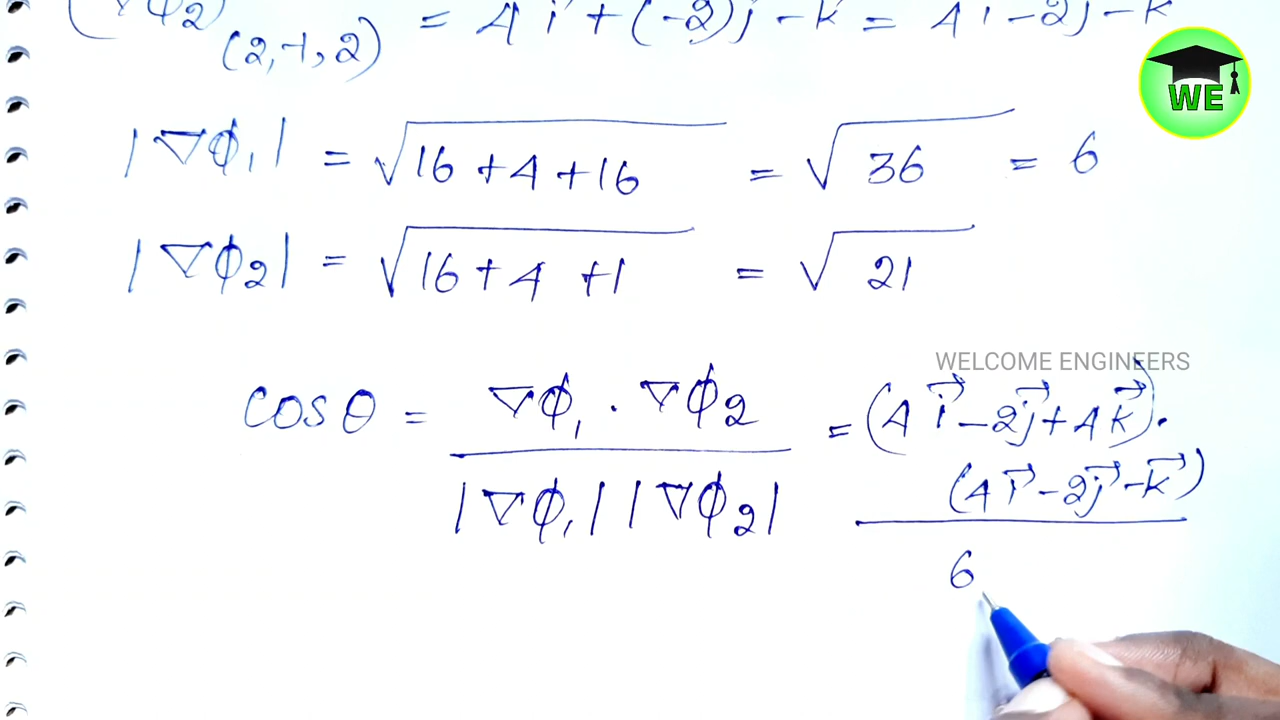 (∇φ2)(2,-1,2) = 4i + (-2)j - k = 4i - 2j - k
WE
|∇φ1| = √16 + 4 + 16 = √36 = 6
|∇φ2| = √16 + 4 + 1 = √21
WELCOME ENGINEERS
cos θ = ∇φ1 . ∇φ2 = (4i⃗ - 2j⃗ + 4k⃗).
(4i⃗ - 2j⃗ - k⃗)
|∇φ1| |∇φ2|
6